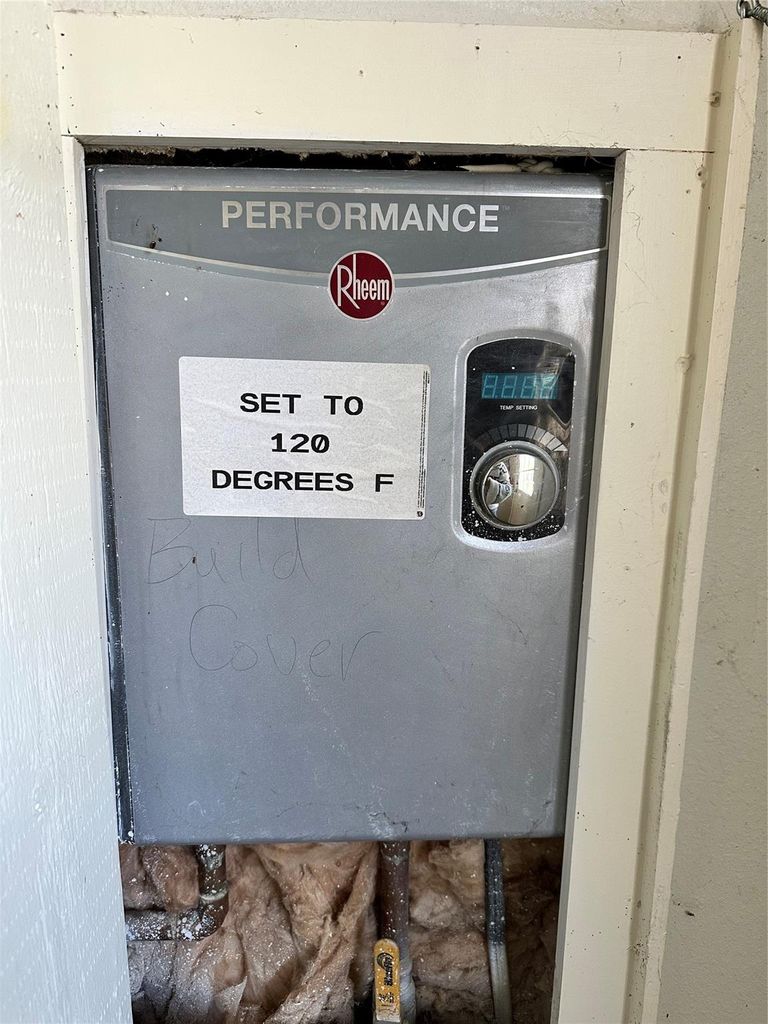 PERFORMANCE
Rheem
TEMP SETTING
SET TO
120
DEGREES F
Build
Cover